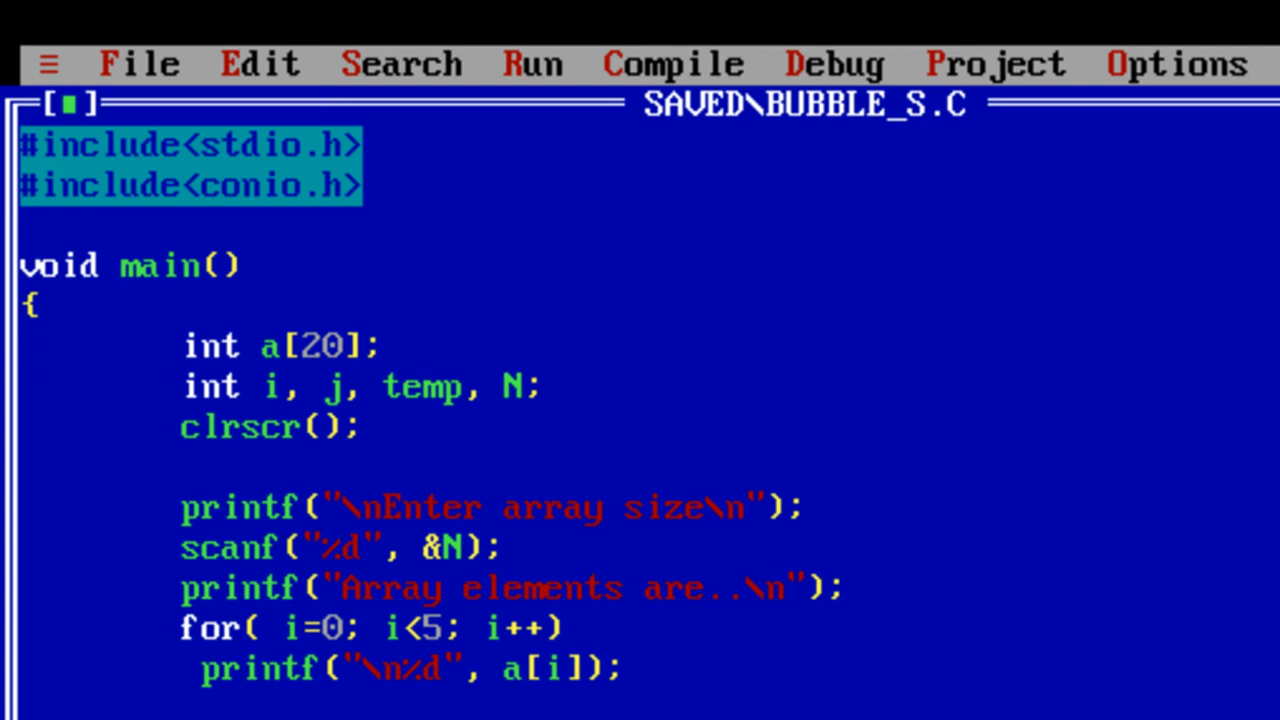 ≡ File Edit Search Run Compile Debug Project Options
[■] SAVED\BUBBLE_S.C
#include<stdio.h>
#include<conio.h>
void main()
{
int a[20];
int i, j, temp, N;
clrscr();
printf("\nEnter array size\n");
scanf("%d", &N);
printf("Array elements are..\n");
for( i=0; i<5; i++)
printf("\n%d", a[i]);